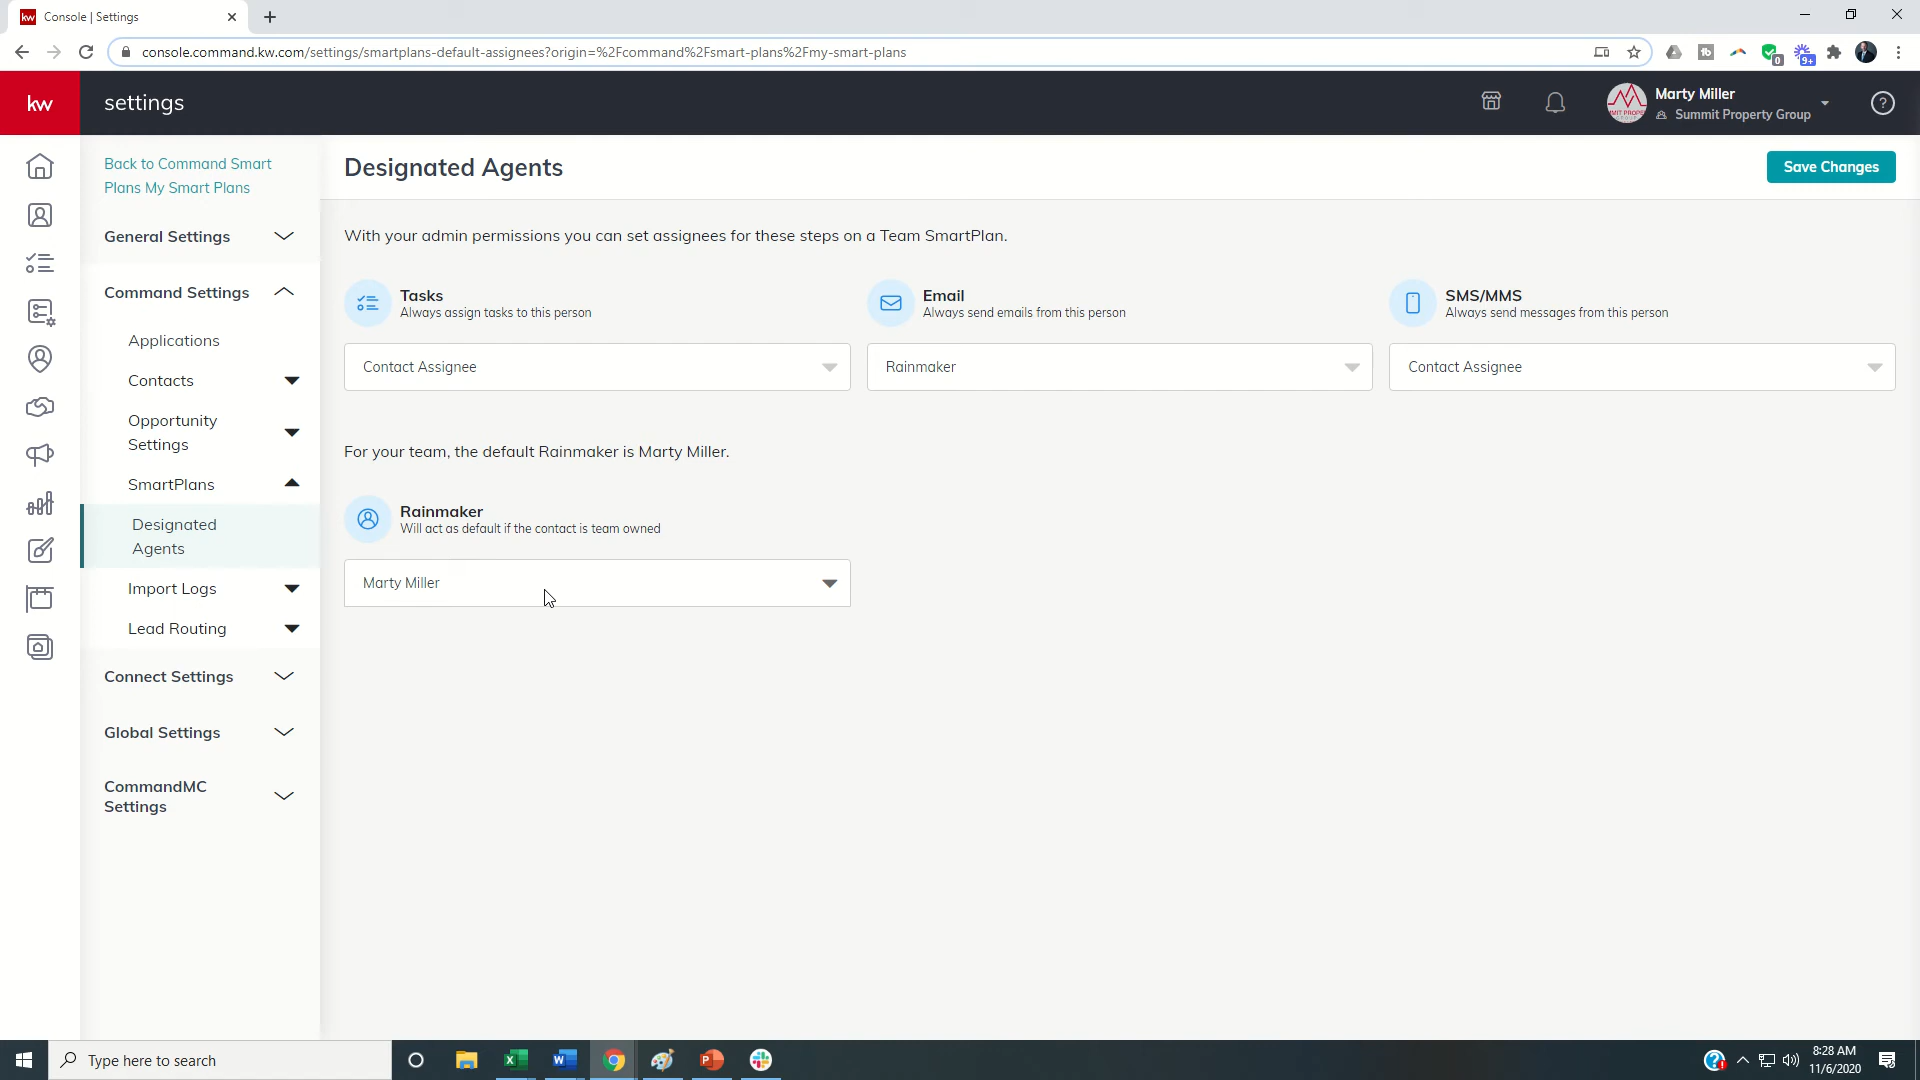 kw Console | Settings
console.command.kw.com/settings/smartplans-default-assignees?origin=%2Fcommand%2Fsmart-plans%2Fmy-smart-plans
tb
0
9+
kw
settings
Marty Miller
Summit Property Group
?
Back to Command Smart
Plans My Smart Plans
General Settings
Command Settings
Applications
Contacts
Opportunity
Settings
SmartPlans
Designated
Agents
Import Logs
Lead Routing
Connect Settings
Global Settings
CommandMC
Settings
Designated Agents
Save Changes
With your admin permissions you can set assignees for these steps on a Team SmartPlan.
Tasks
Always assign tasks to this person
Contact Assignee
Email
Always send emails from this person
Rainmaker
SMS/MMS
Always send messages from this person
Contact Assignee
For your team, the default Rainmaker is Marty Miller.
Rainmaker
Will act as default if the contact is team owned
Marty Miller
Type here to search
8:28 AM
11/6/2020